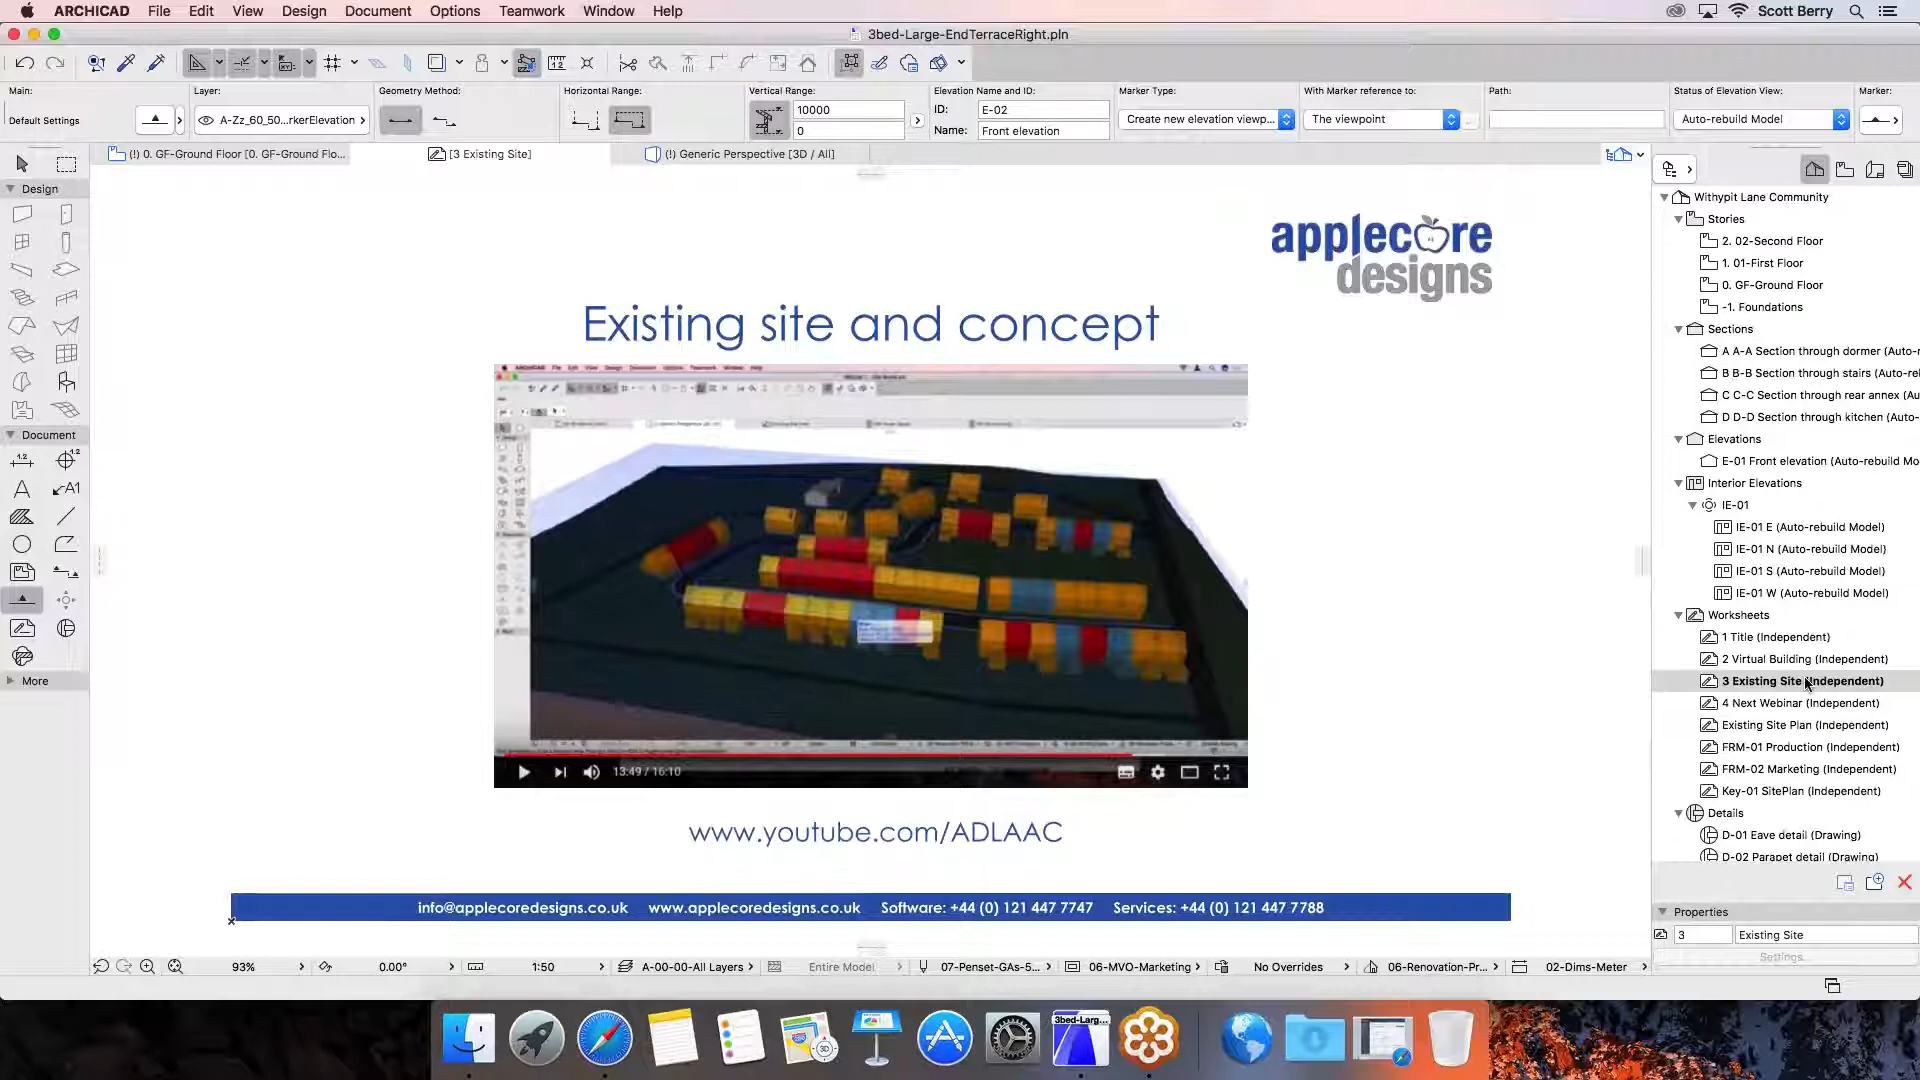 ARCHICAD File Edit View Design Document Options Teamwork Window Help Scott Berry
3bed-Large-EndTerraceRight.pln
Main: Layer: Geometry Method: Horizontal Range: Vertical Range: Elevation Name and ID: Marker Type: With Marker reference to: Path: Status of Elevation View: Marker:
Default Settings A-Zz_60_50...rkerElevation 10000 ID: E-02 Create new elevation viewp... The viewpoint Auto-rebuild Model
0 Name: Front elevation
(!) 0. GF-Ground Floor [0. GF-Ground Flo... [3 Existing Site] (!) Generic Perspective [3D / All]
Design
Document
More
applecore
designs
Existing site and concept
13:49 / 16:10
www.youtube.com/ADLAAC
info@applecoredesigns.co.uk www.applecoredesigns.co.uk Software: +44 (0) 121 447 7747 Services: +44 (0) 121 447 7788
Withypit Lane Community
Stories
2. 02-Second Floor
1. 01-First Floor
0. GF-Ground Floor
-1. Foundations
Sections
A A-A Section through dormer (Auto-r
B B-B Section through stairs (Auto-re
C C-C Section through rear annex (Au
D D-D Section through kitchen (Auto-
Elevations
E-01 Front elevation (Auto-rebuild Mo
Interior Elevations
IE-01
IE-01 E (Auto-rebuild Model)
IE-01 N (Auto-rebuild Model)
IE-01 S (Auto-rebuild Model)
IE-01 W (Auto-rebuild Model)
Worksheets
1 Title (Independent)
2 Virtual Building (Independent)
3 Existing Site (Independent)
4 Next Webinar (Independent)
Existing Site Plan (Independent)
FRM-01 Production (Independent)
FRM-02 Marketing (Independent)
Key-01 SitePlan (Independent)
Details
D-01 Eave detail (Drawing)
D-02 Parapet detail (Drawing)
Properties
3 Existing Site
Settings...
93% 0.00° 1:50 A-00-00-All Layers Entire Model 07-Penset-GAs-5... 06-MVO-Marketing No Overrides 06-Renovation-Pr... 02-Dims-Meter
3bed-Larg...